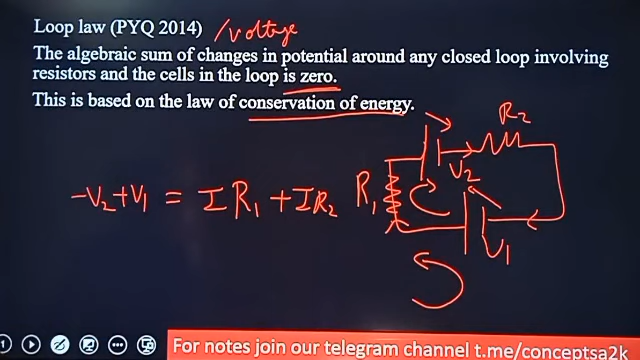 Loop law (PYQ 2014) /voltage
The algebraic sum of changes in potential around any closed loop involving
resistors and the cells in the loop is zero.
This is based on the law of conservation of energy.
R2
V2
-V2+V1 = IR1 + IR2
R1
V1
1
For notes join our telegram channel t.me/conceptsa2k